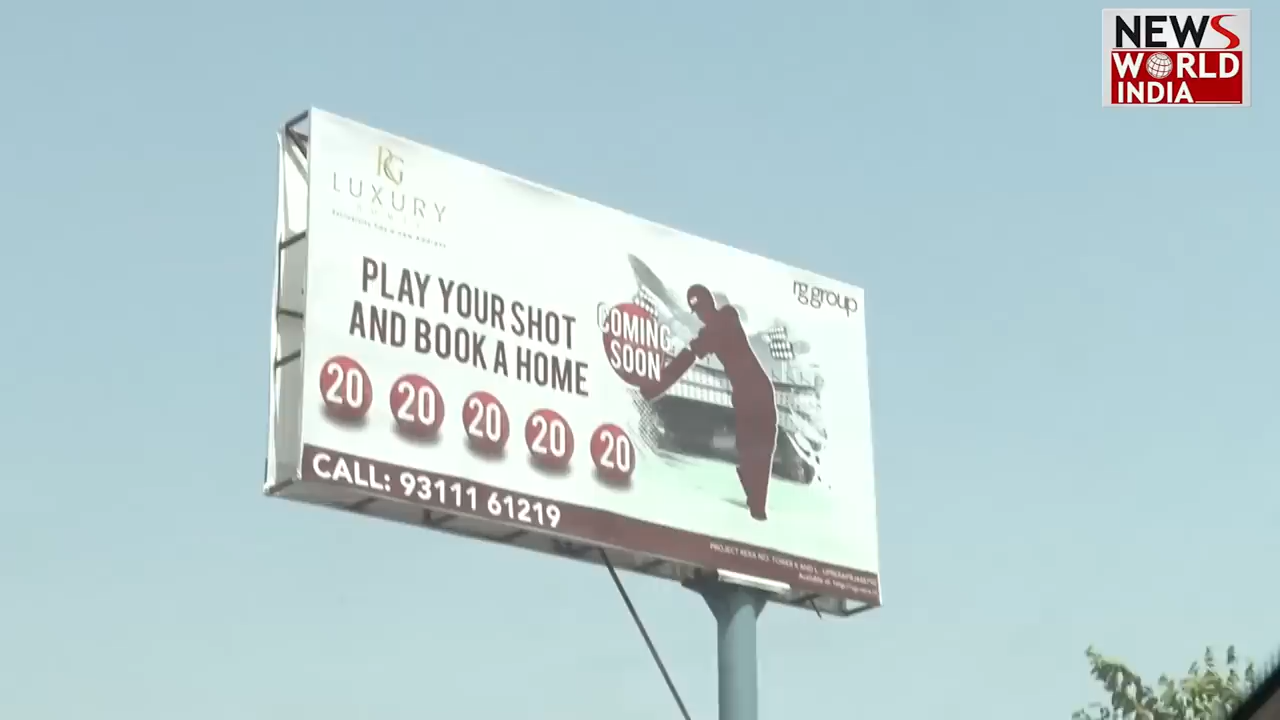 NEWS
WORLD
INDIA
RG
LUXURY
rg group
PLAY YOUR SHOT
AND BOOK A HOME
COMING
SOON
20 20 20 20 20
CALL: 93111 61219